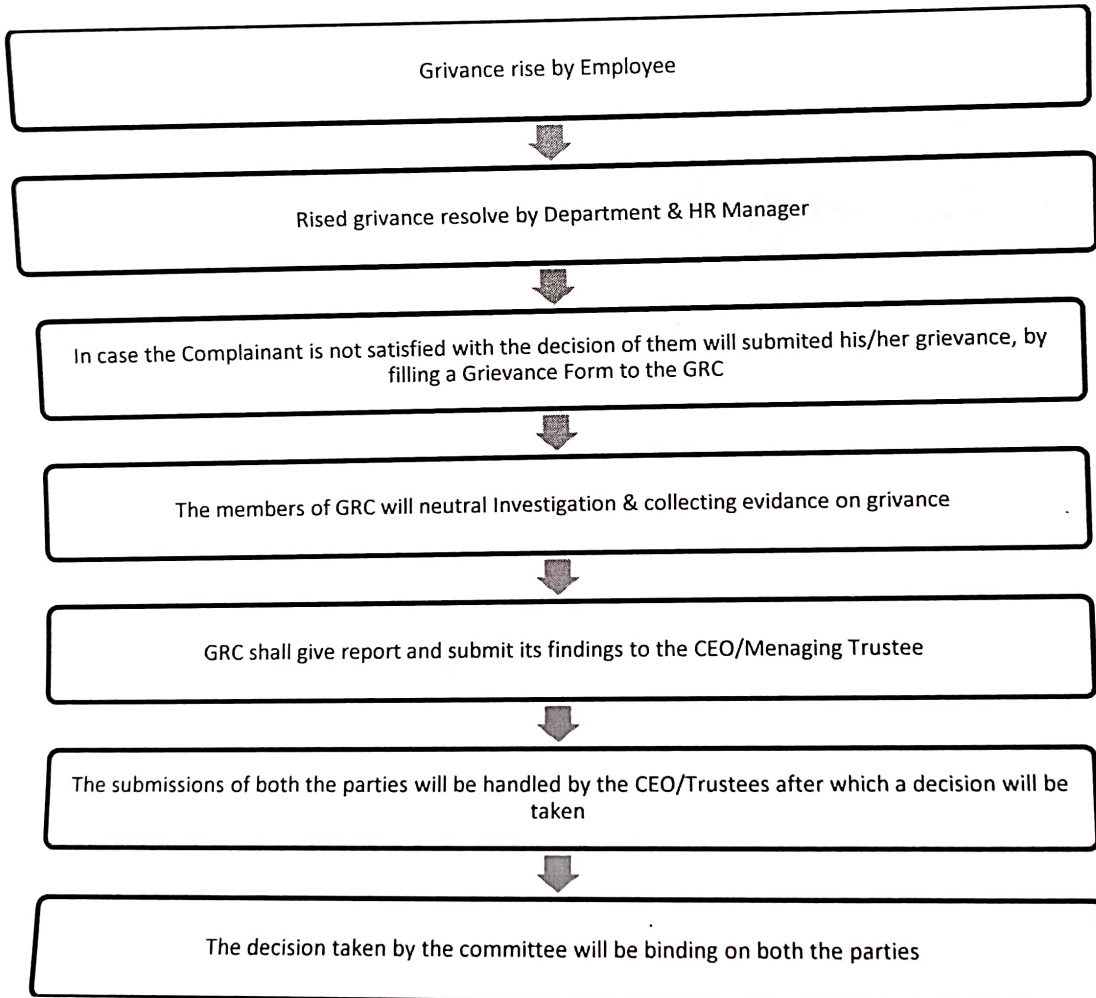 Grivance rise by Employee
Rised grivance resolve by Department & HR Manager
In case the Complainant is not satisfied with the decision of them will submited his/her grievance, by
filling a Grievance Form to the GRC
The members of GRC will neutral Investigation & collecting evidence on grivance
GRC shall give report and submit its findings to the CEO/Menaging Trustee
The submissions of both the parties will be handled by the CEO/Trustees after which a decision will be
taken
The decision taken by the committee will be binding on both the parties